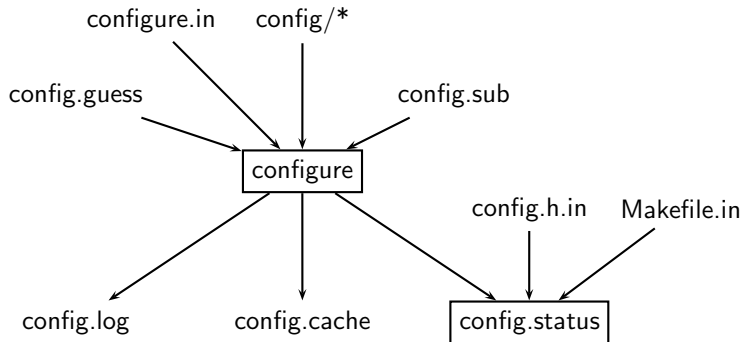 configure.in
config/*
config.guess
config.sub
configure
config.h.in
Makefile.in
config.log
config.cache
config.status